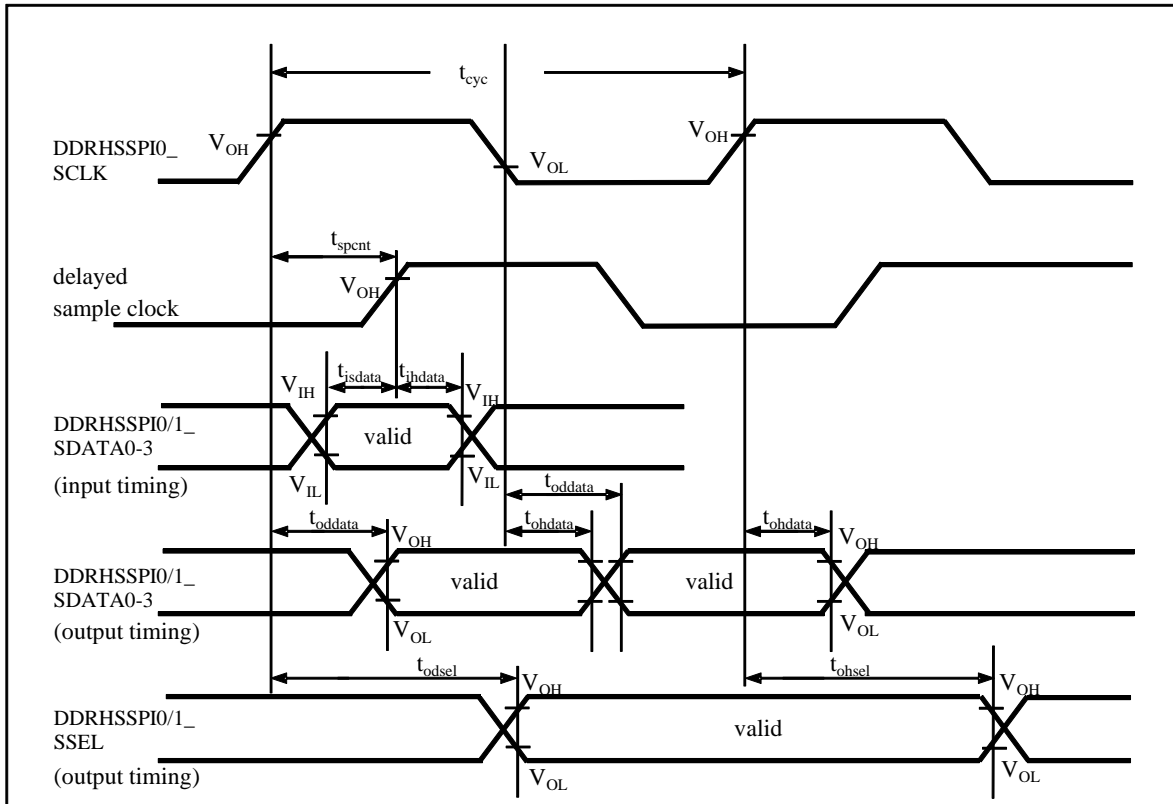 tcyc
VOH
VOH
DDRHSSPI0_
SCLK
VOL
tspcnt
delayed
sample clock
VOH
tisdata
tihdata
VIH
VIH
DDRHSSPI0/1_
SDATA0-3
(input timing)
valid
VIL
VIL
toddata
toddata
tohdata
tohdata
VOH
VOH
DDRHSSPI0/1_
SDATA0-3
(output timing)
valid
valid
VOL
VOL
todsel
tohsel
VOH
VOH
DDRHSSPI0/1_
SSEL
(output timing)
valid
VOL
VOL